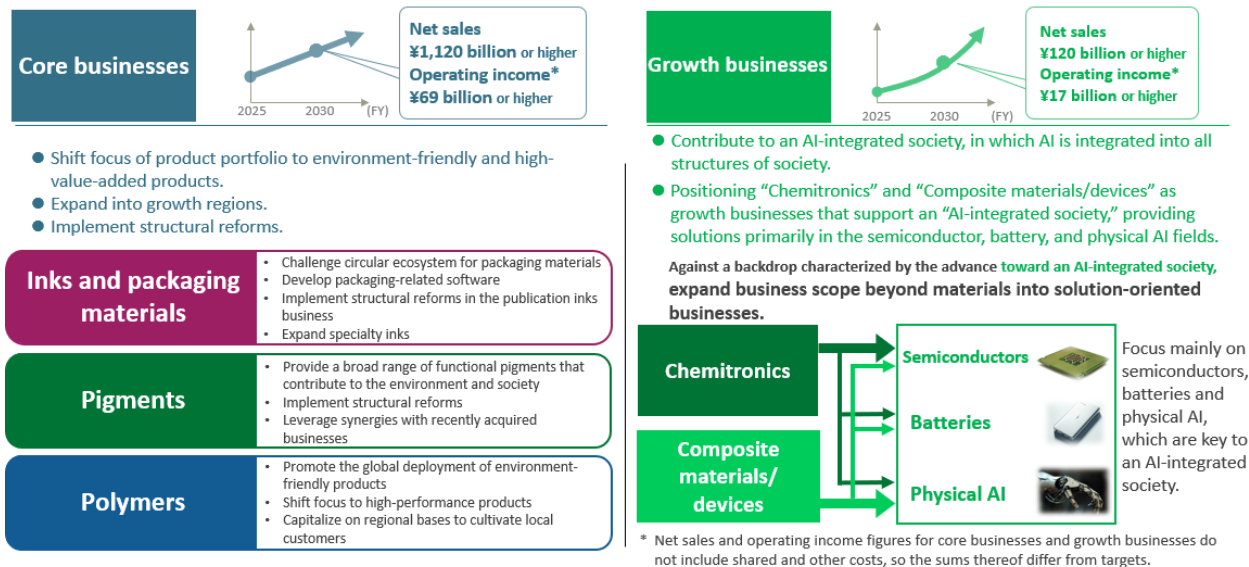 Core businesses
Net sales
¥1,120 billion or higher
Operating income*
¥69 billion or higher
2025
2030
(FY)
● Shift focus of product portfolio to environment-friendly and high-
value-added products.
● Expand into growth regions.
● Implement structural reforms.
Inks and packaging
materials
• Challenge circular ecosystem for packaging materials
• Develop packaging-related software
• Implement structural reforms in the publication inks
business
• Expand specialty inks
Pigments
• Provide a broad range of functional pigments that
contribute to the environment and society
• Implement structural reforms
• Leverage synergies with recently acquired
businesses
Polymers
• Promote the global deployment of environment-
friendly products
• Shift focus to high-performance products
• Capitalize on regional bases to cultivate local
customers
Growth businesses
Net sales
¥120 billion or higher
Operating income*
¥17 billion or higher
2025
2030
(FY)
● Contribute to an AI-integrated society, in which AI is integrated into all
structures of society.
● Positioning “Chemitronics” and “Composite materials/devices” as
growth businesses that support an “AI-integrated society,” providing
solutions primarily in the semiconductor, battery, and physical AI fields.
Against a backdrop characterized by the advance toward an AI-integrated society,
expand business scope beyond materials into solution-oriented
businesses.
Chemitronics
Composite
materials/
devices
Semiconductors
Batteries
Physical AI
Focus mainly on
semiconductors,
batteries and
physical AI,
which are key to
an AI-integrated
society.
* Net sales and operating income figures for core businesses and growth businesses do
not include shared and other costs, so the sums thereof differ from targets.